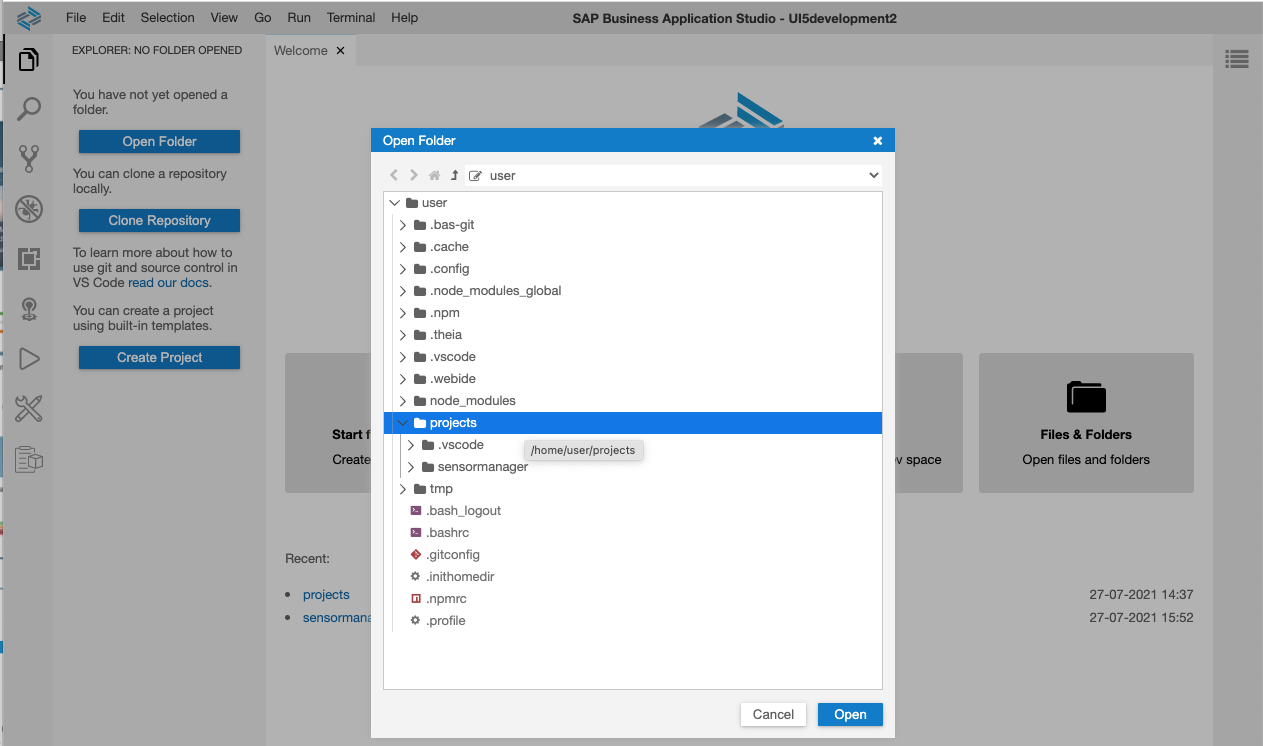 File Edit Selection View Go Run Terminal Help
SAP Business Application Studio - UI5development2
EXPLORER: NO FOLDER OPENED
Welcome
You have not yet opened a
folder.
Open Folder
You can clone a repository
locally.
Clone Repository
To learn more about how to
use git and source control in
VS Code read our docs.
You can create a project
using built-in templates.
Create Project
Open Folder
user
user
.bas-git
.cache
.config
.node_modules_global
.npm
.theia
.vscode
.webide
node_modules
projects
.vscode
/home/user/projects
sensormanager
tmp
.bash_logout
.bashrc
.gitconfig
.inithomedir
.npmrc
.profile
Cancel
Open
Start
Create
space
Files & Folders
Open files and folders
Recent:
projects
27-07-2021 14:37
sensormana
27-07-2021 15:52